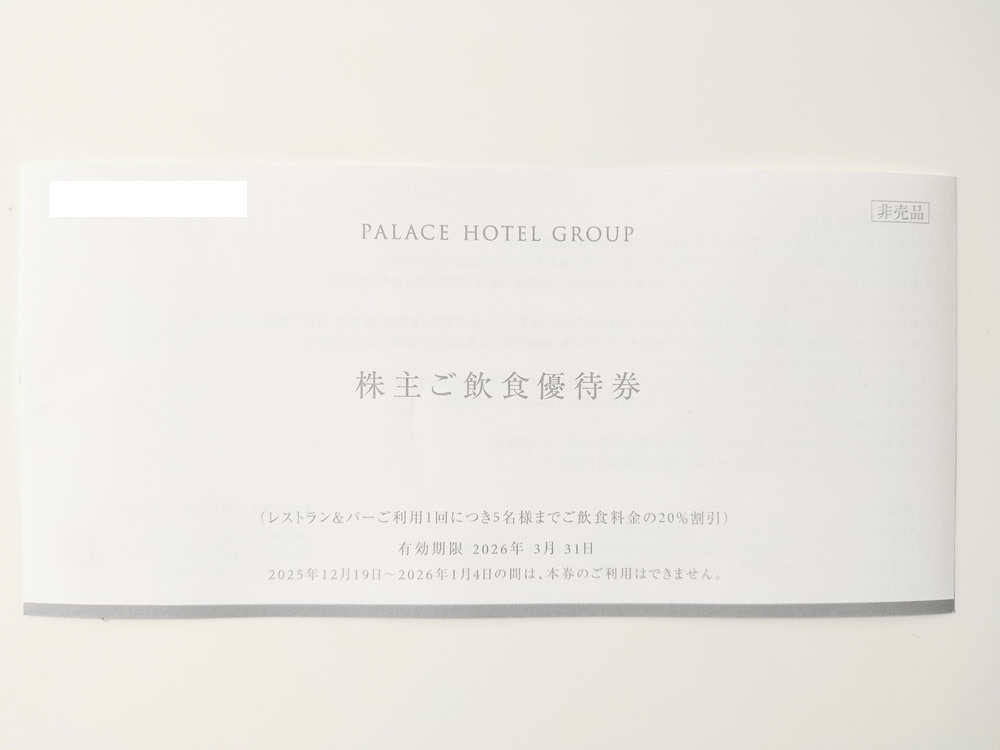 非売品
PALACE HOTEL GROUP
株主ご飲食優待券
(レストラン&バーご利用1回につき5名様までご飲食料金の20%割引)
有効期限 2026年 3月 31日
2025年12月19日~2026年1月4日の間は、本券のご利用はできません。